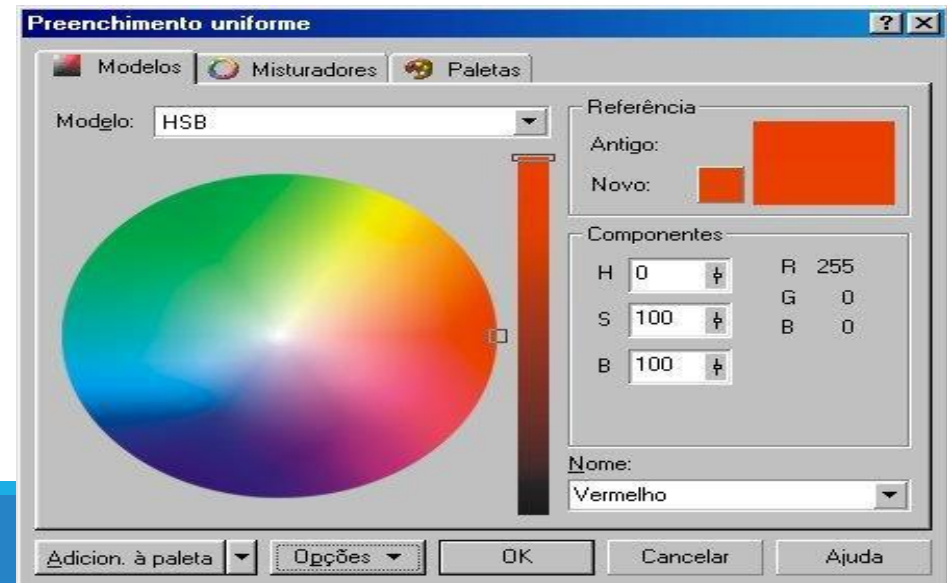 Preenchimento uniforme
Modelos Misturadores Paletas
Modelo: HSB
Referência
Antigo:
Novo:
Componentes
H 0 R 255
G 0
S 100 B 0
B 100
Nome:
Vermelho
Adicion. à paleta Opções OK Cancelar Ajuda